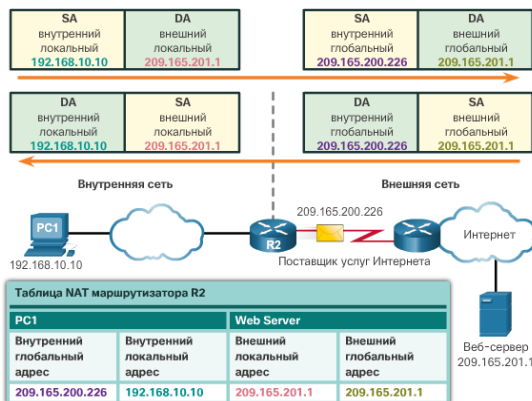 SA DA SA DA
внутренний внешний внутренний внешний
локальный локальный глобальный глобальный
192.168.10.10 209.165.201.1 209.165.200.226 209.165.201.1
DA SA DA SA
внутренний внешний внутренний внешний
локальный локальный глобальный глобальный
192.168.10.10 209.165.201.1 209.165.200.226 209.165.201.1
Внутренняя сеть Внешняя сеть
209.165.200.226
PC1
R2
Интернет
192.168.10.10
Поставщик услуг Интернета
Таблица NAT маршрутизатора R2
PC1 Web Server
Внутренний Внутренний Внешний Внешний
глобальный локальный локальный глобальный
адрес адрес адрес адрес
209.165.200.226 192.168.10.10 209.165.201.1 209.165.201.1
Веб-сервер
209.165.201.1